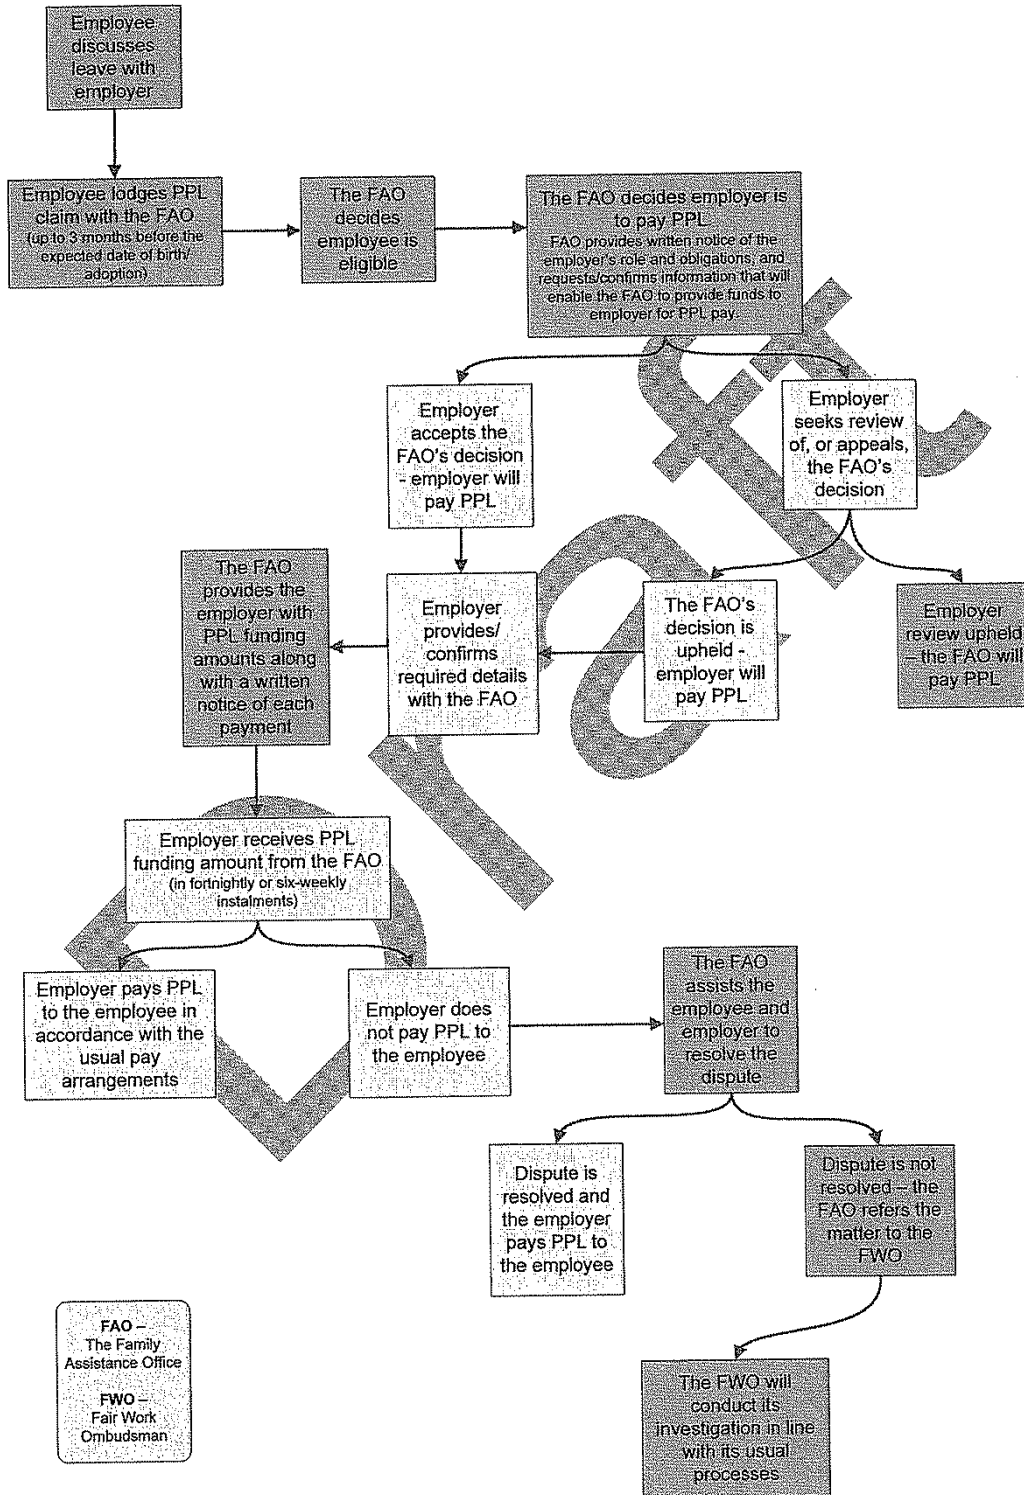 Employee
discusses
leave with
employer
Employee lodges PPL
claim with the FAO
(up to 3 months before the
expected date of birth/
adoption)
The FAO
decides
employee is
eligible
The FAO decides employer is
to pay PPL
FAO provides written notice of the
employer's role and obligations, and
requests/confirms information that will
enable the FAO to provide funds to
employer for PPL pay.
Employer
accepts the
FAO's decision
- employer will
pay PPL
Employer
seeks review
of, or appeals,
the FAO's
decision
The FAO
provides the
employer with
PPL funding
amounts along
with a written
notice of each
payment
Employer
provides/
confirms
required details
with the FAO
The FAO's
decision is
upheld -
employer will
pay PPL
Employer
review upheld
– the FAO will
pay PPL
Employer receives PPL
funding amount from the FAO
(in fortnightly or six-weekly
instalments)
Employer pays PPL
to the employee in
accordance with the
usual pay
arrangements
Employer does
not pay PPL to
the employee
The FAO
assists the
employee and
employer to
resolve the
dispute
Dispute is
resolved and
the employer
pays PPL to
the employee
Dispute is not
resolved – the
FAO refers the
matter to the
FWO
FAO –
The Family
Assistance Office
FWO –
Fair Work
Ombudsman
The FWO will
conduct its
investigation in line
with its usual
processes
Draft